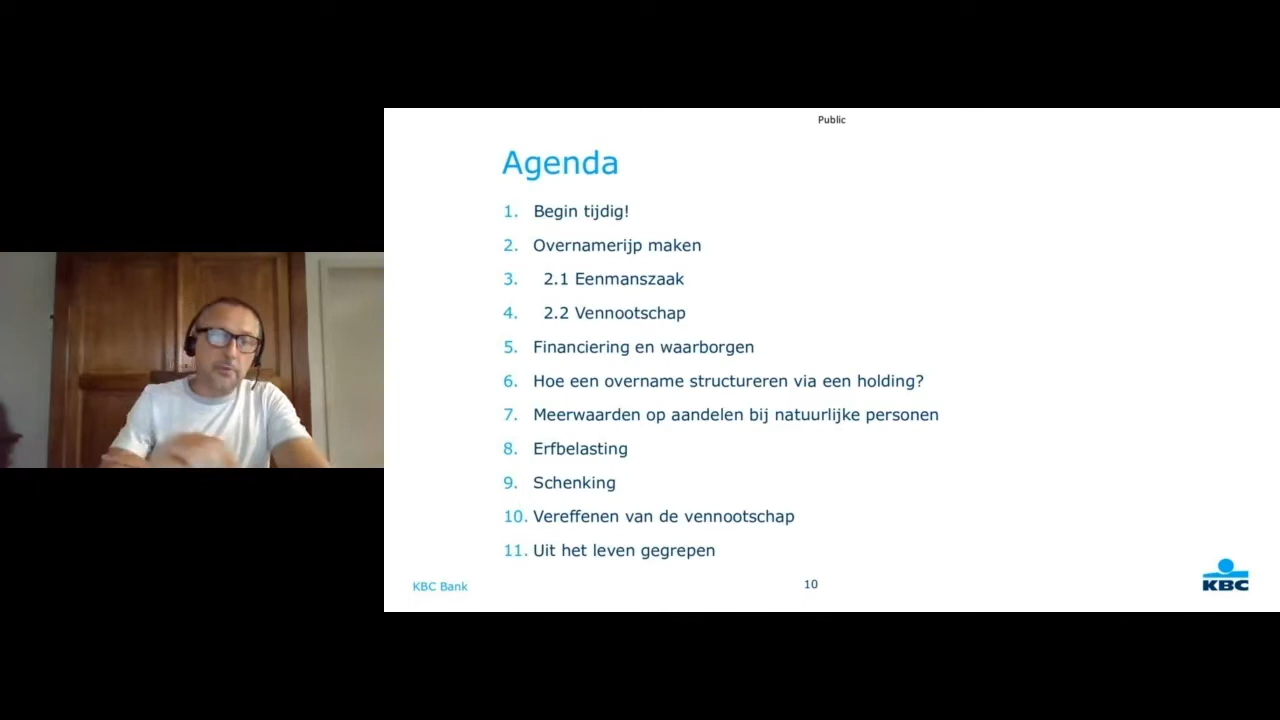 Public
Agenda
1. Begin tijdig!
2. Overnamerijp maken
3. 2.1 Eenmanszaak
4. 2.2 Vennootschap
5. Financiering en waarborgen
6. Hoe een overname structureren via een holding?
7. Meerwaarden op aandelen bij natuurlijke personen
8. Erfbelasting
9. Schenking
10. Vereffenen van de vennootschap
11. Uit het leven gegrepen
KBC Bank
10
KBC